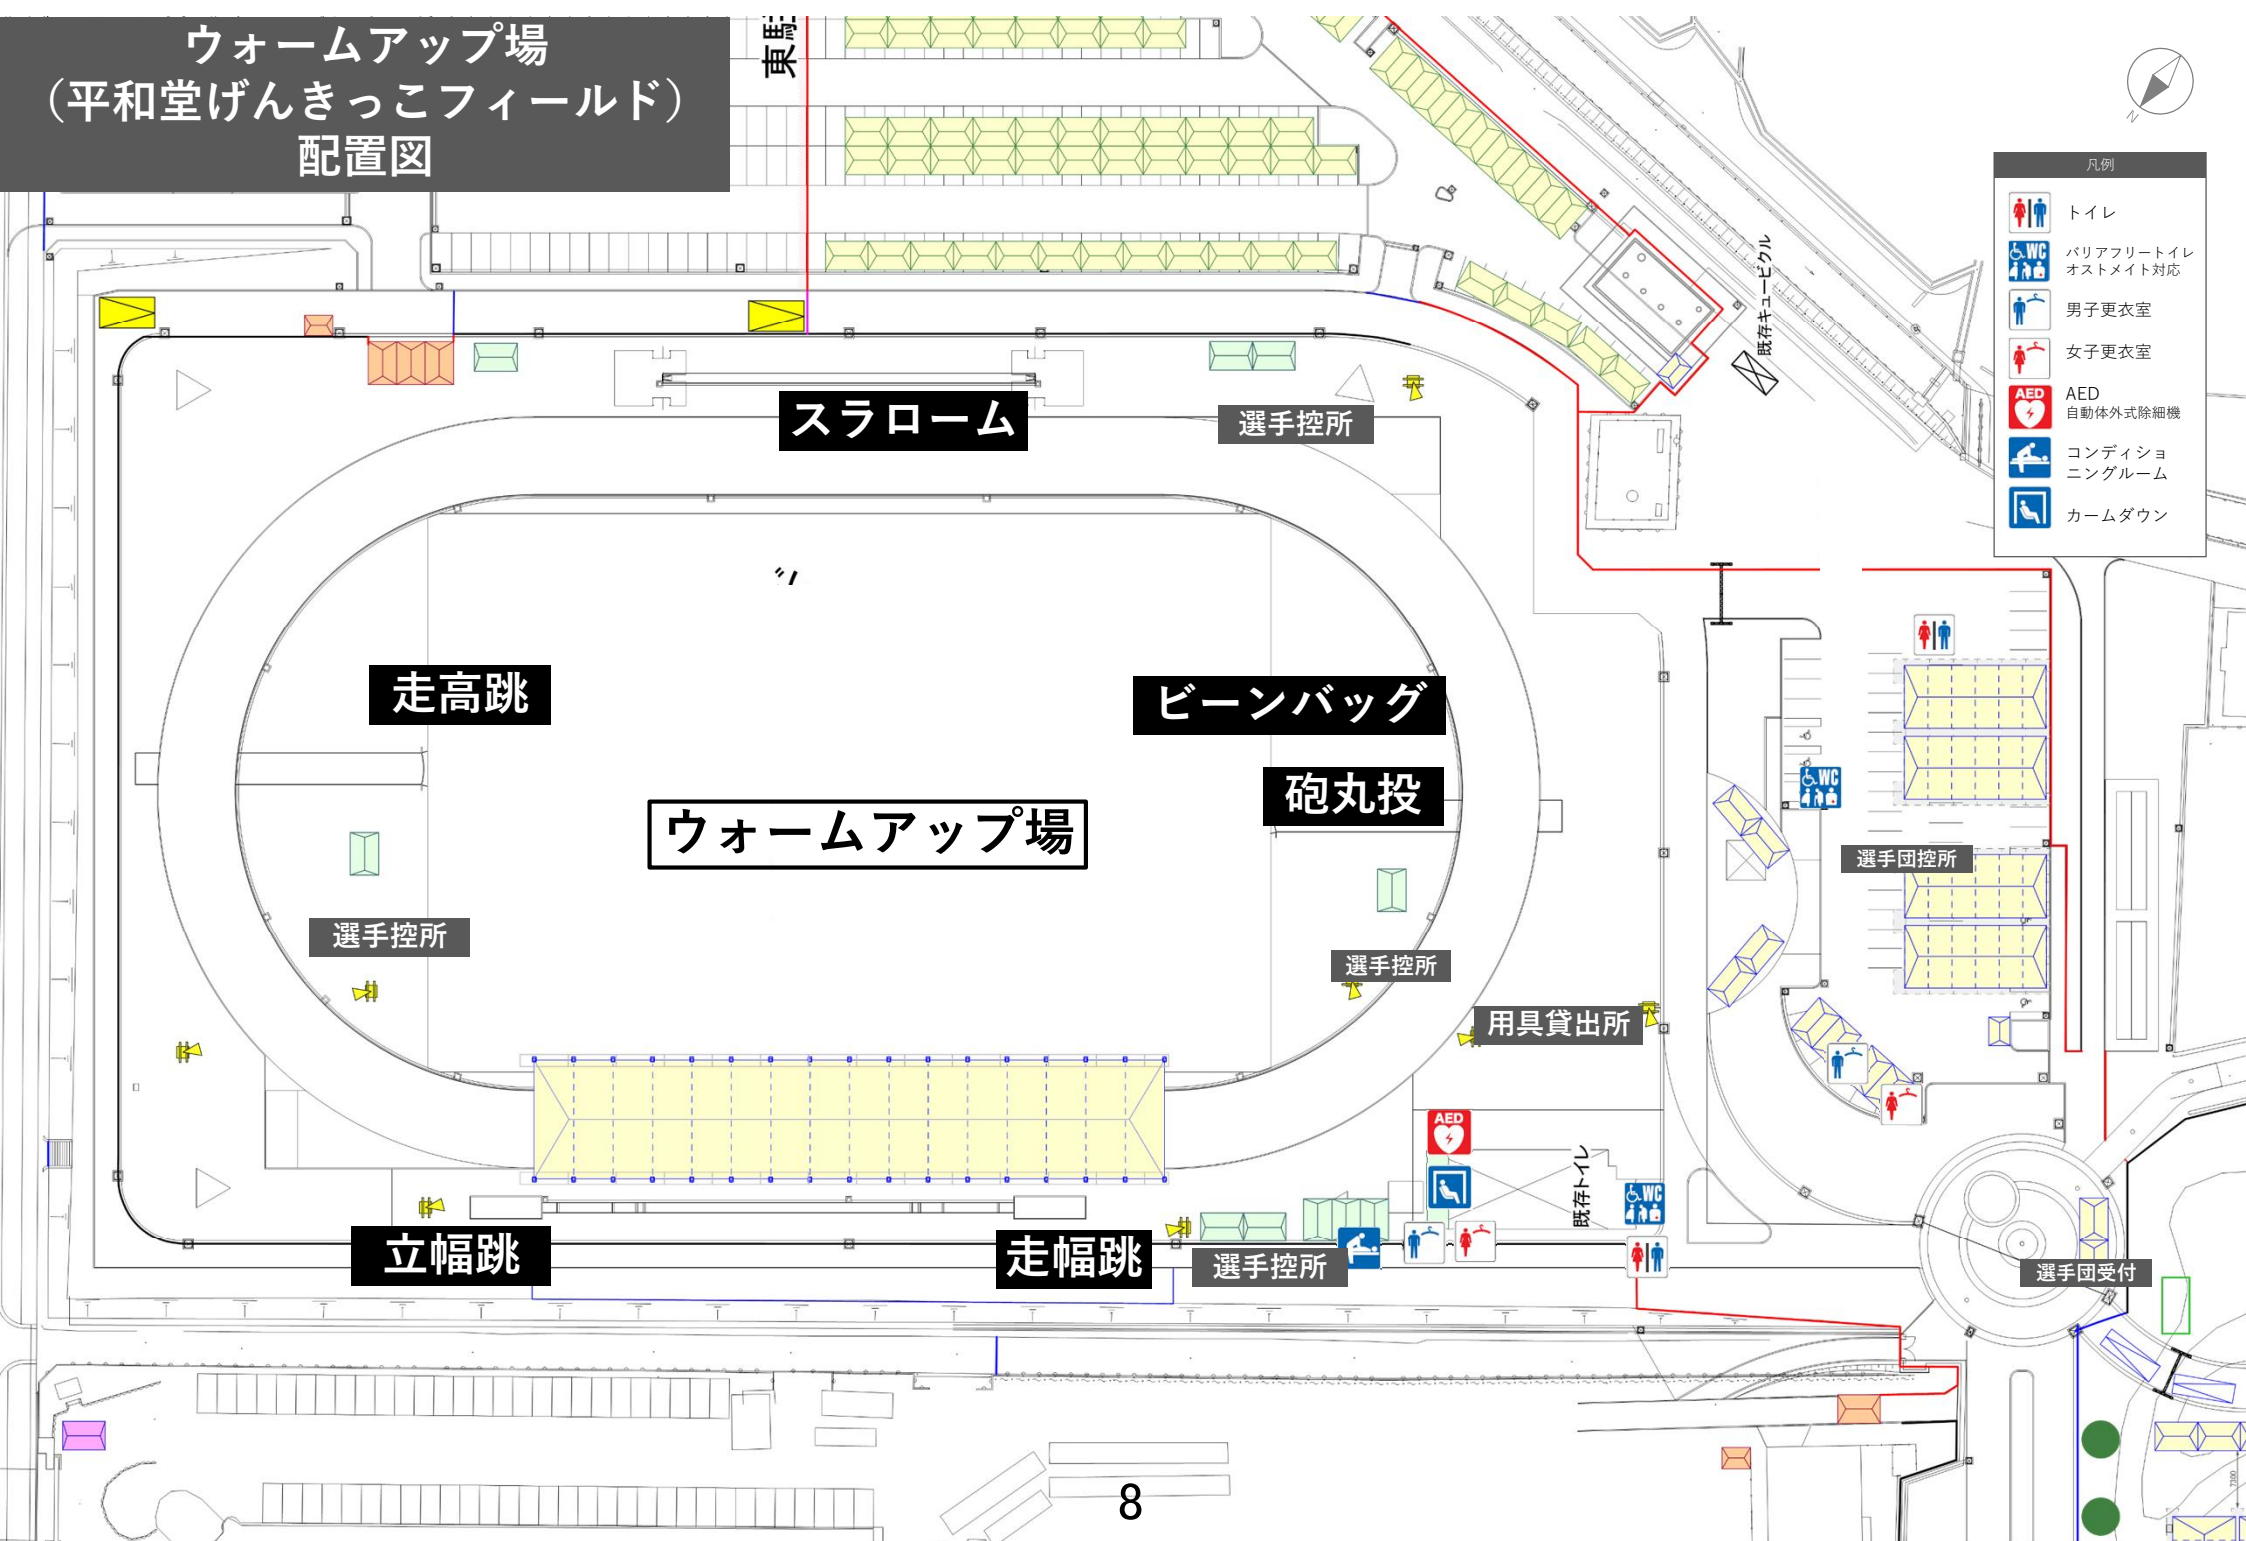 ウォームアップ場
（平和堂げんきっこフィールド）
配置図
N
凡例
トイレ
WC
バリアフリートイレ
オストメイト対応
男子更衣室
女子更衣室
AED
AED
自動体外式除細機
コンディショ
ニングルーム
カームダウン
既存キュービクル
スラローム
選手控所
走高跳
ビーンバッグ
砲丸投
ウォームアップ場
WC
選手団控所
選手控所
選手控所
用具貸出所
AED
既存トイレ
WC
立幅跳
走幅跳
選手控所
選手団受付
8